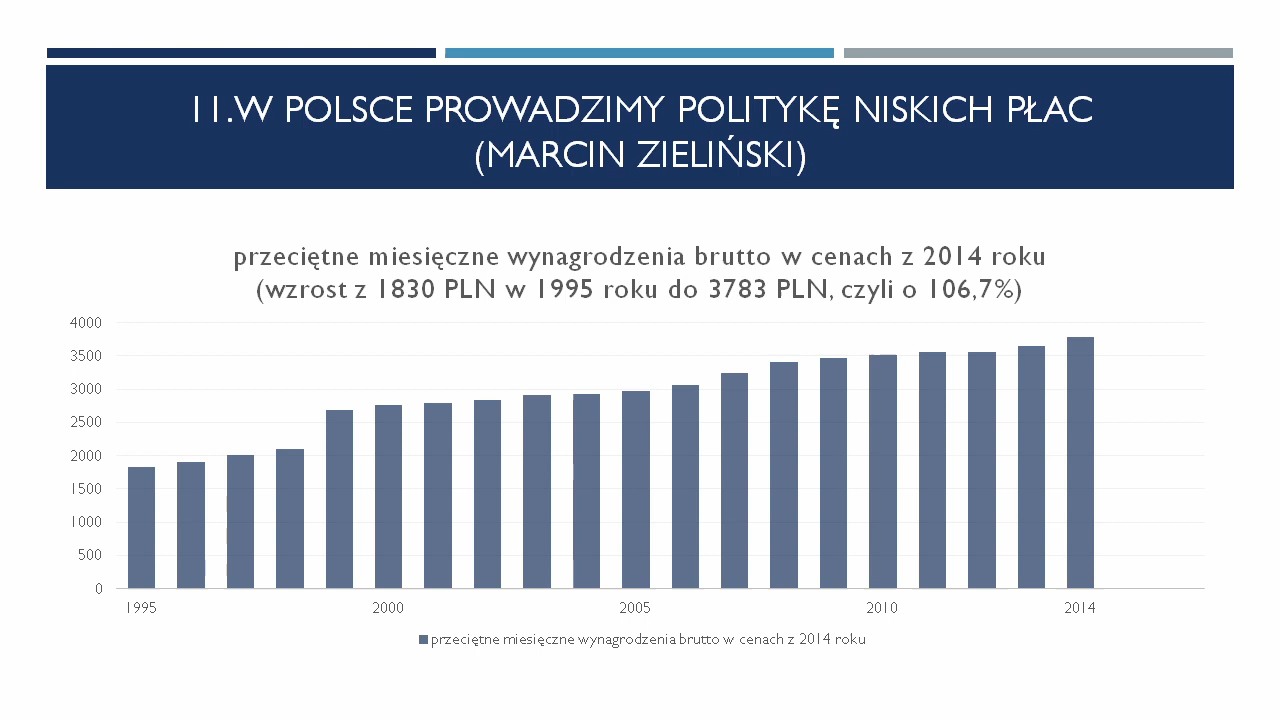 11.W POLSCE PROWADZIMY POLITYKĘ NISKICH PŁAC
(MARCIN ZIELIŃSKI)
przeciętne miesięczne wynagrodzenia brutto w cenach z 2014 roku
(wzrost z 1830 PLN w 1995 roku do 3783 PLN, czyli o 106,7%)
4000
3500
3000
2500
2000
1500
1000
500
0
1995 2000 2005 2010 2014
przeciętne miesięczne wynagrodzenia brutto w cenach z 2014 roku